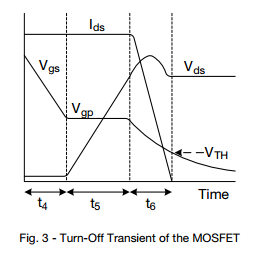 Ids
Vgs
Vds
Vgp
VTH
Time
t4
t5
t6
Fig. 3 - Turn-Off Transient of the MOSFET